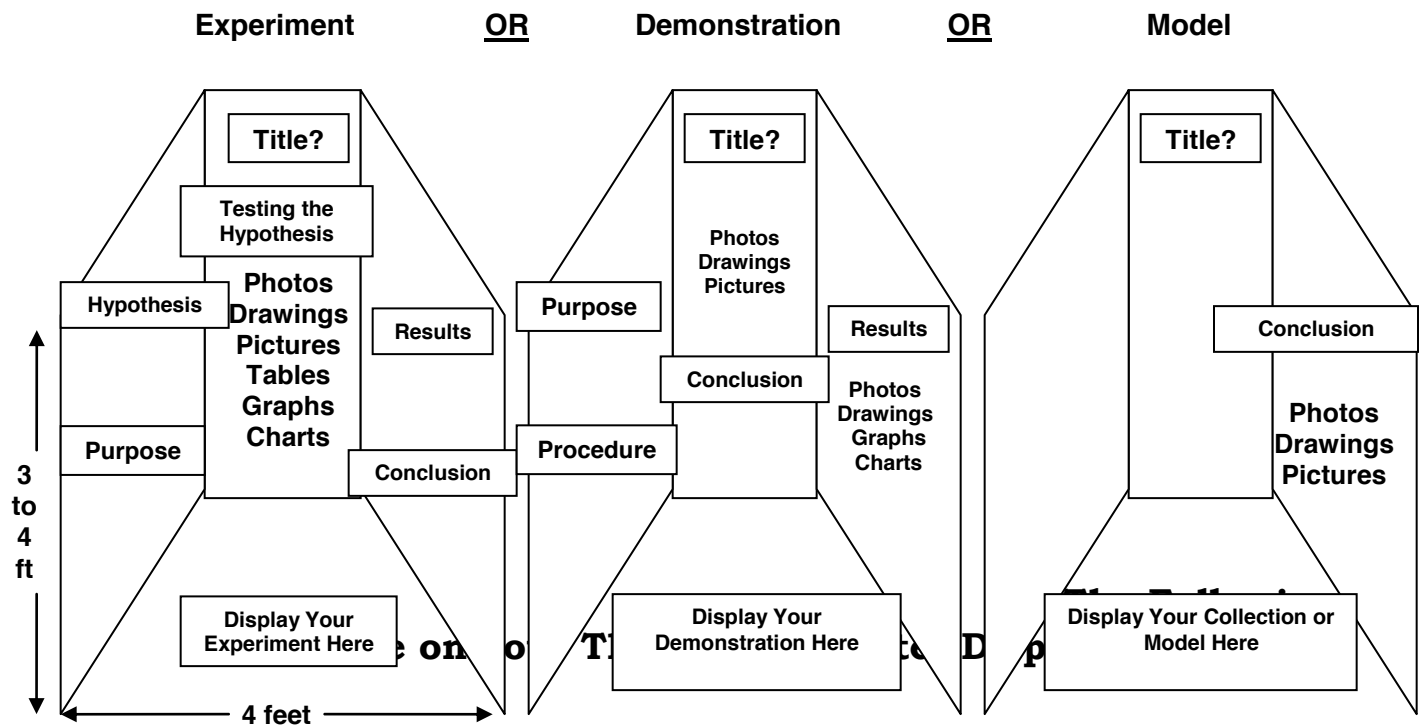 Experiment OR Demonstration OR Model
Title?
Testing the
Hypothesis
Hypothesis
Photos
Drawings
Pictures
Tables
Graphs
Charts
Purpose
Results
Conclusion
Display Your
Experiment Here
3
to
4
ft
4 feet
Title?
Photos
Drawings
Pictures
Purpose
Procedure
Conclusion
Results
Photos
Drawings
Graphs
Charts
Display Your
Demonstration Here
Title?
Conclusion
Photos
Drawings
Pictures
Display Your Collection or
Model Here
on